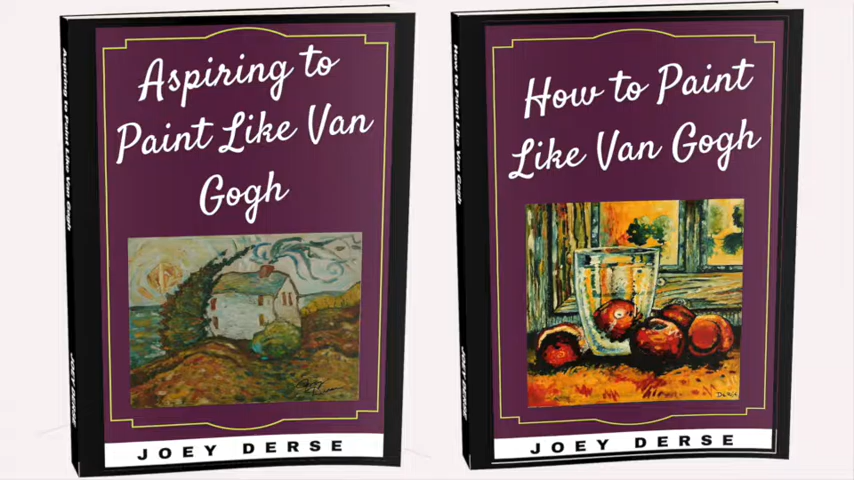 Aspiring to Paint Like Van Gogh
JOEY DERSE
Aspiring to
Paint Like Van
Gogh
JOEY DERSE
How to Paint Like Van Gogh
JOEY DERSE
How to Paint
Like Van Gogh
DERSE
JOEY DERSE